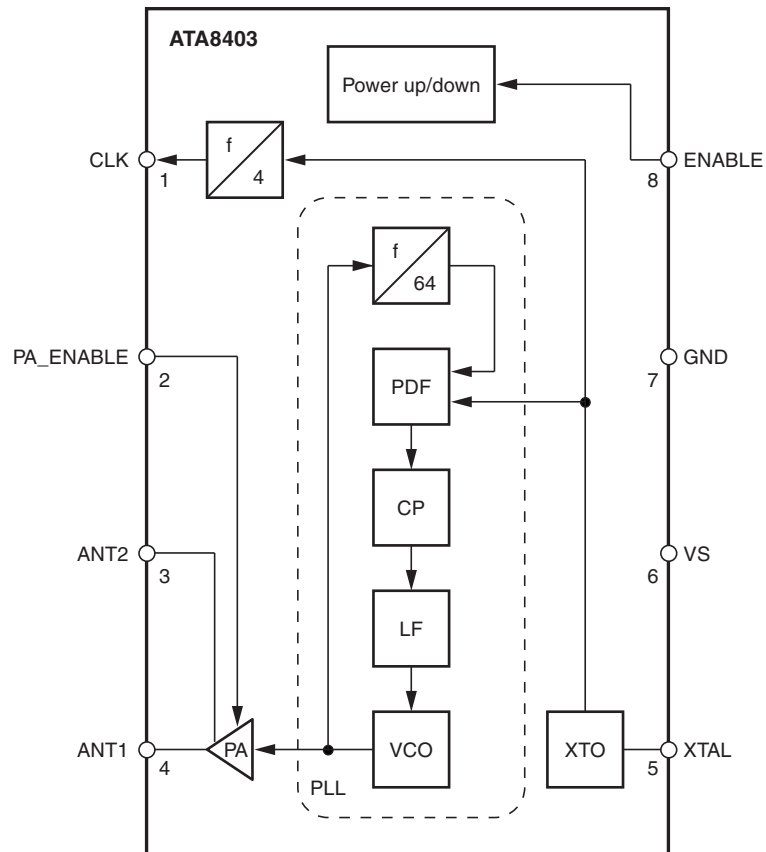 ATA8403
Power up/down
CLK
1
f
4
ENABLE
8
f
64
PA_ENABLE
2
PDF
GND
7
CP
ANT2
3
VS
6
LF
ANT1
4
PA
VCO
XTO
XTAL
5
PLL